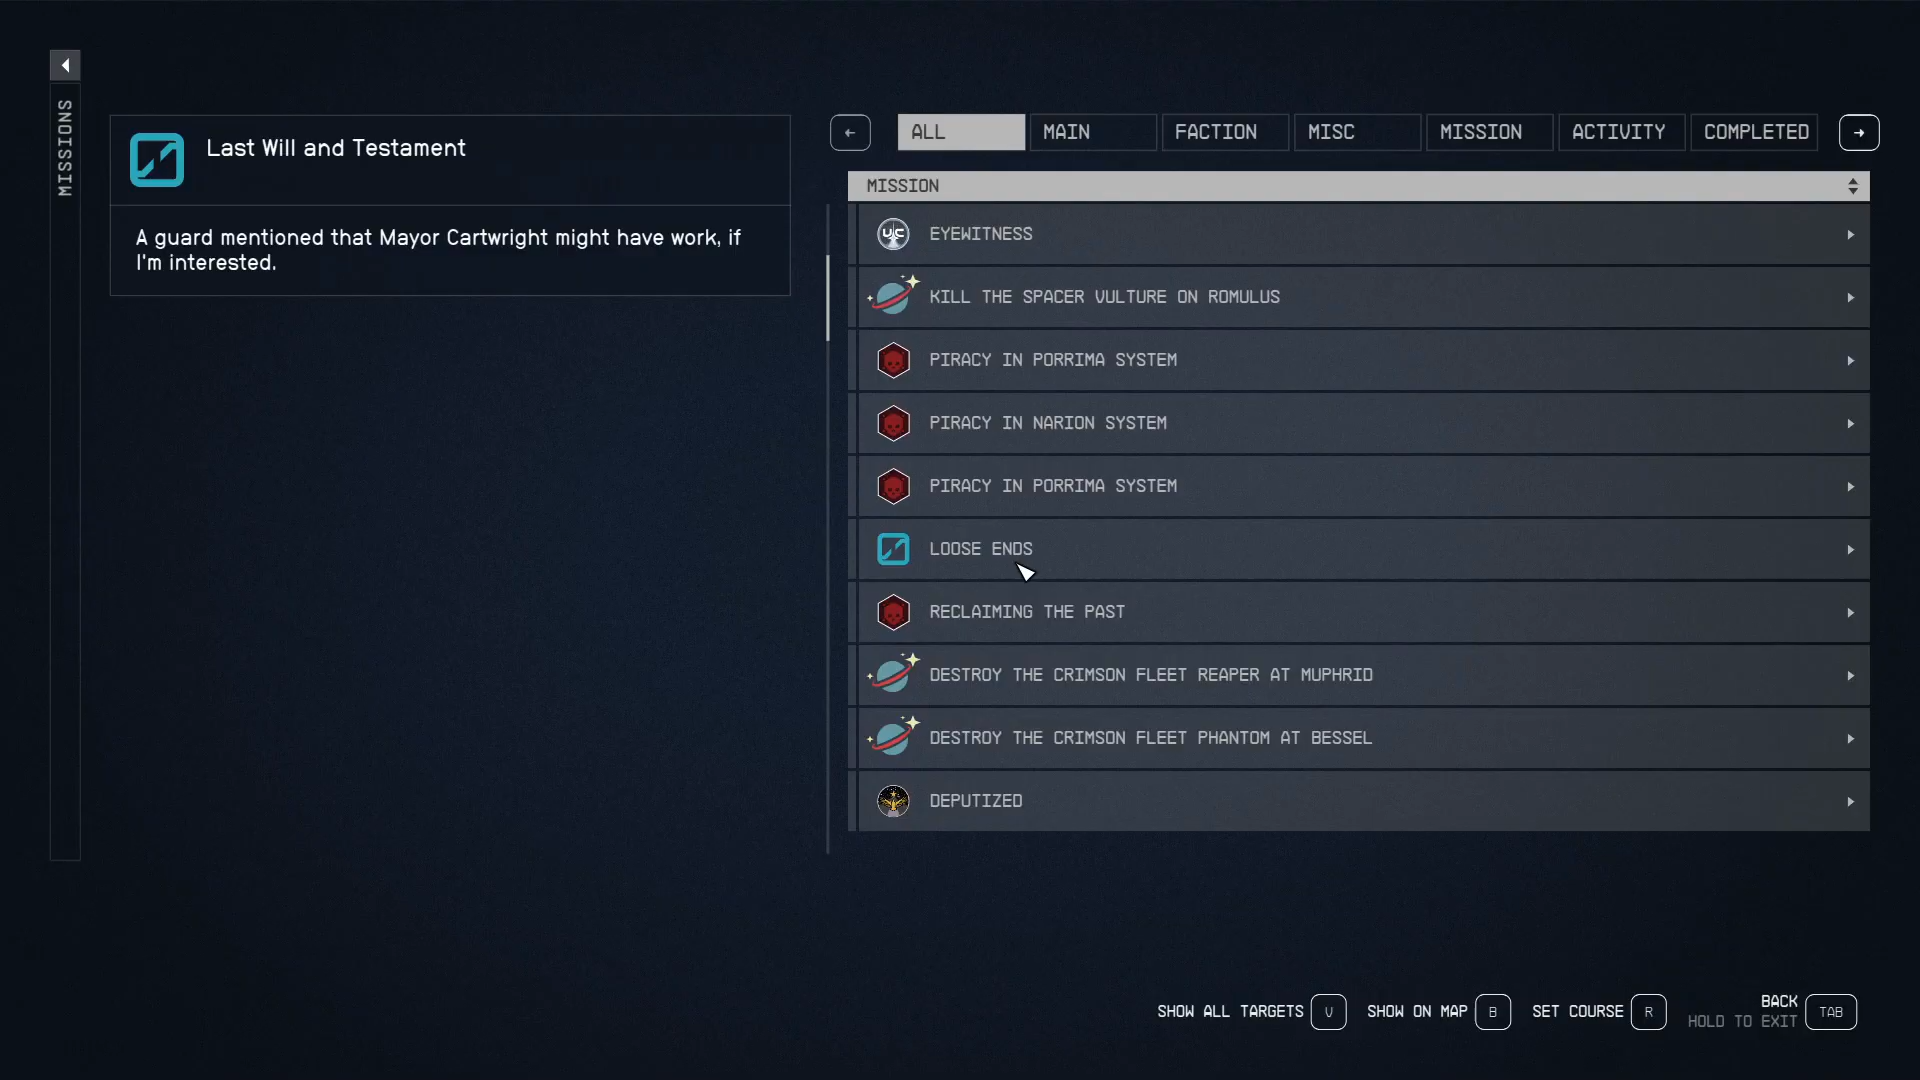 MISSIONS
Last Will and Testament
A guard mentioned that Mayor Cartwright might have work, if
I'm interested.
ALL
MAIN
FACTION
MISC
MISSION
ACTIVITY
COMPLETED
MISSION
UC
EYEWITNESS
KILL THE SPACER VULTURE ON ROMULUS
PIRACY IN PORRIMA SYSTEM
PIRACY IN NARION SYSTEM
PIRACY IN PORRIMA SYSTEM
LOOSE ENDS
RECLAIMING THE PAST
DESTROY THE CRIMSON FLEET REAPER AT MUPHRID
DESTROY THE CRIMSON FLEET PHANTOM AT BESSEL
DEPUTIZED
SHOW ALL TARGETS V
SHOW ON MAP B
SET COURSE R
BACK
HOLD TO EXIT
TAB